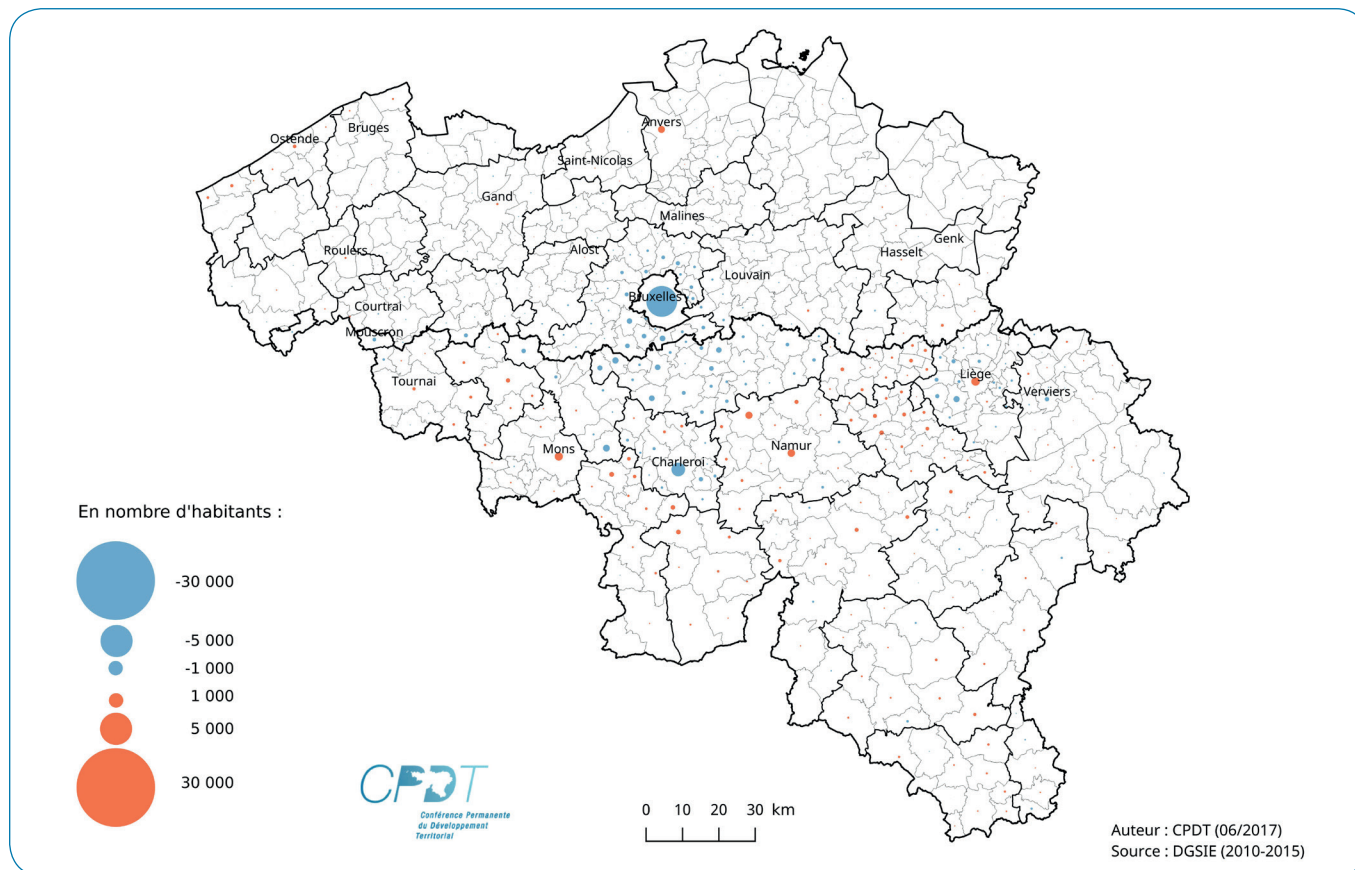 Anvers
Ostende
Bruges
Saint-Nicolas
Gand
Malines
Genk
Roulers
Alost
Hasselt
Louvain
Bruxelles
Courtrai
Mouscron
Tournai
Liège
Verviers
Mons
Namur
Charleroi
En nombre d'habitants :
-30 000
-5 000
-1 000
1 000
5 000
30 000
CPDT
Conférence Permanente
du Développement
Territorial
0 10 20 30 km
Auteur : CPDT (06/2017)
Source : DGSIE (2010-2015)